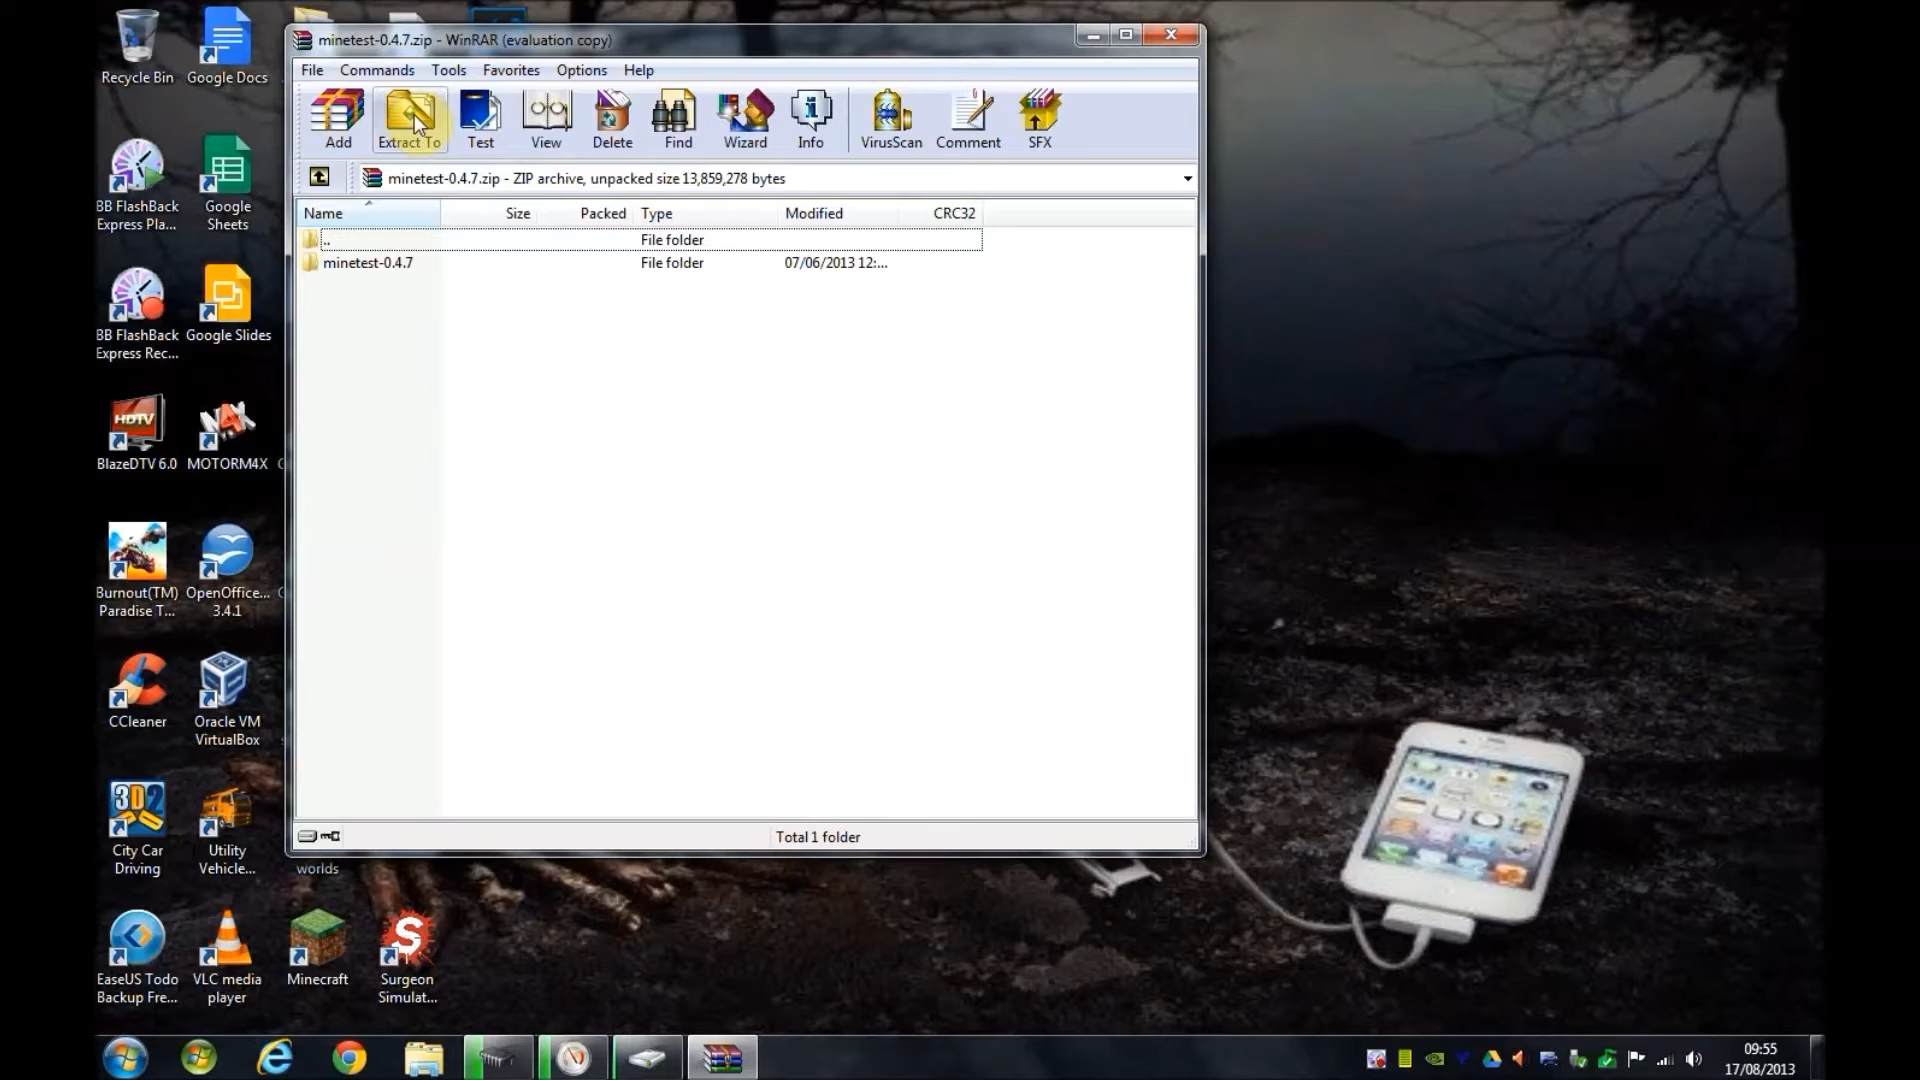 minetest-0.4.7.zip - WinRAR (evaluation copy)
File Commands Tools Favorites Options Help
Add Extract To Test View Delete Find Wizard Info VirusScan Comment SFX
minetest-0.4.7.zip - ZIP archive, unpacked size 13,859,278 bytes
Name Size Packed Type Modified CRC32
.. File folder
minetest-0.4.7 File folder 07/06/2013 12:...
Total 1 folder
Recycle Bin
Google Docs
BB FlashBack
Express Pla...
Google
Sheets
BB FlashBack
Express Rec...
Google Slides
HDTV
BlazeDTV 6.0
M4X
MOTORM4X
Burnout(TM)
Paradise T...
OpenOffice...
3.4.1
CCleaner
Oracle VM
VirtualBox
3D2
City Car
Driving
Utility
Vehicle...
worlds
EaseUS Todo
Backup Fre...
VLC media
player
Minecraft
S
Surgeon
Simulat...
09:55
17/08/2013